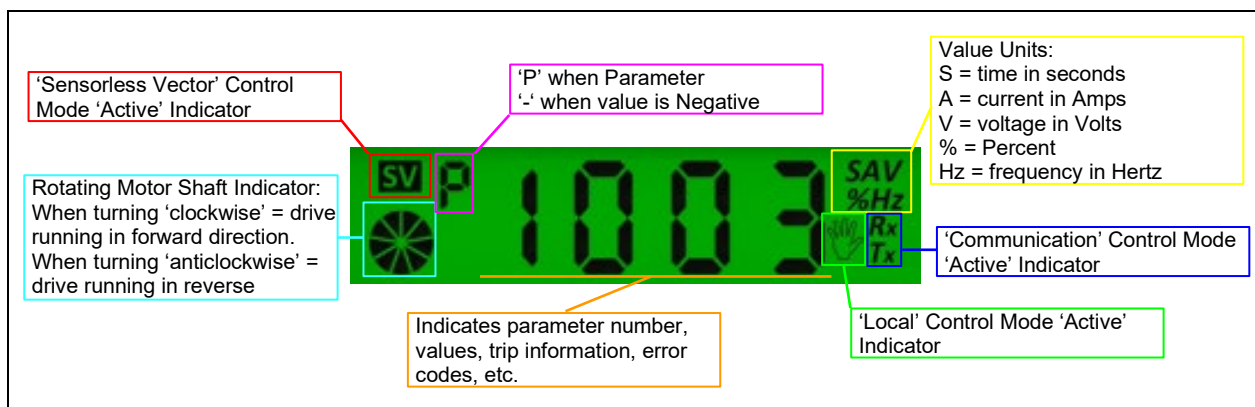 ‘Sensorless Vector’ Control
Mode ‘Active’ Indicator
‘P’ when Parameter
‘-‘ when value is Negative
Value Units:
S = time in seconds
A = current in Amps
V = voltage in Volts
% = Percent
Hz = frequency in Hertz
Rotating Motor Shaft Indicator:
When turning ‘clockwise’ = drive
running in forward direction.
When turning ‘anticlockwise’ =
drive running in reverse
SV P 1003 SAV
%Hz
Rx
Tx
‘Communication’ Control Mode
‘Active’ Indicator
Indicates parameter number,
values, trip information, error
codes, etc.
‘Local’ Control Mode ‘Active’
Indicator